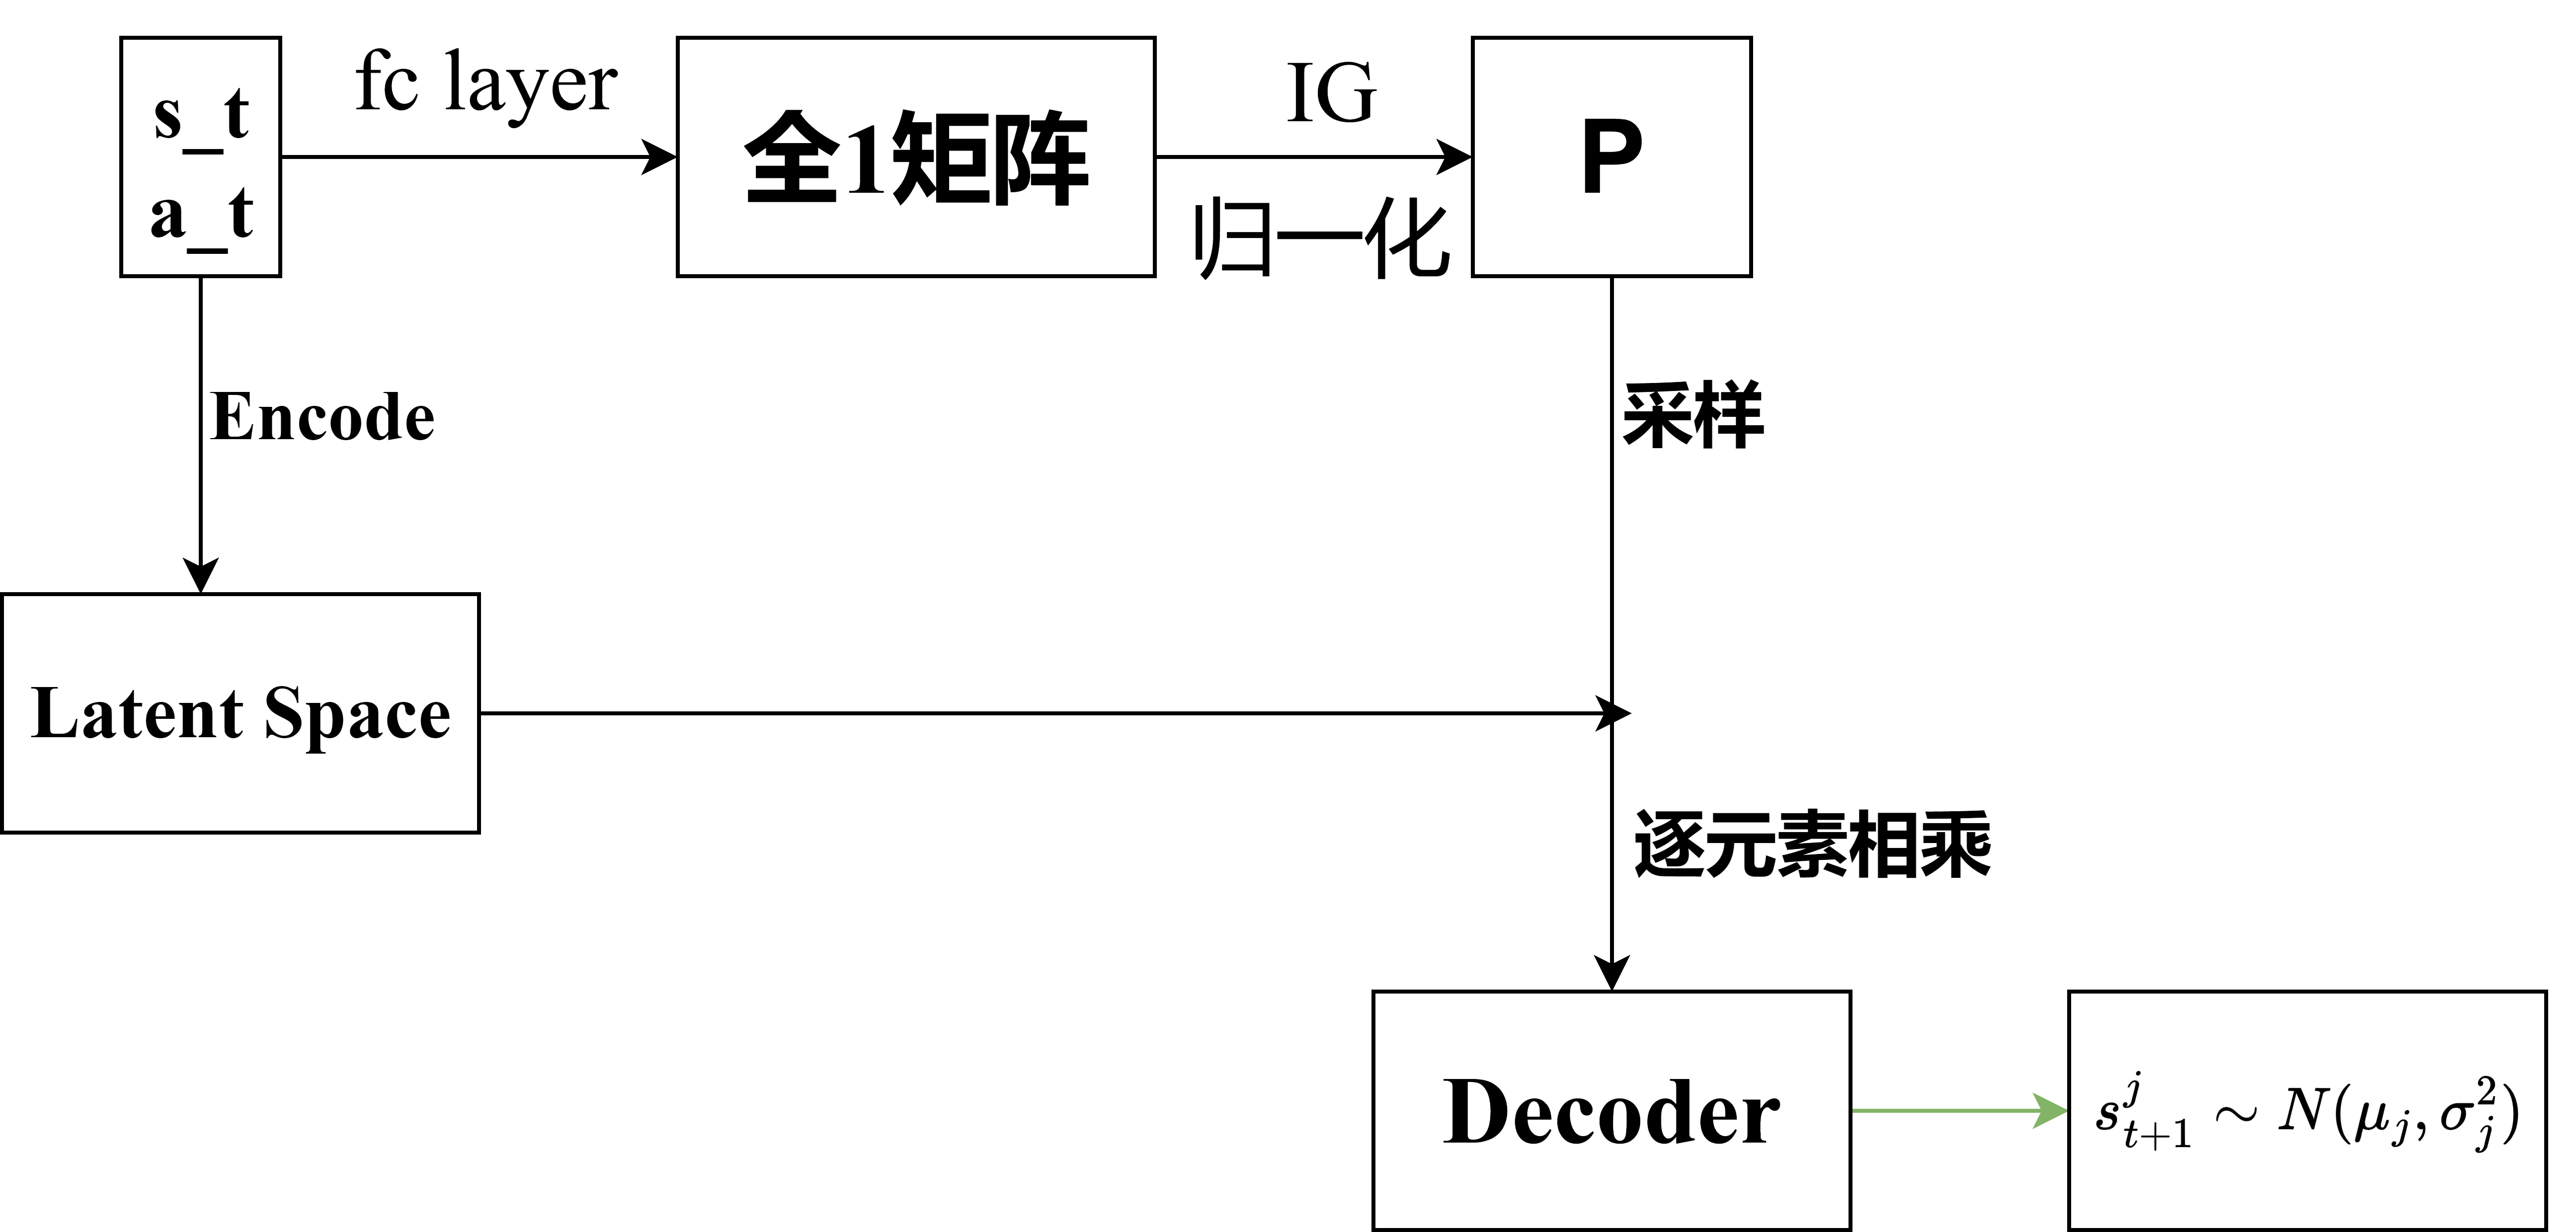 s_t
a_t
fc layer
全1矩阵
IG
归一化
P
Encode
采样
Latent Space
逐元素相乘
Decoder
$s_{t+1}^{j} \sim N(\mu_j, \sigma_j^2)$